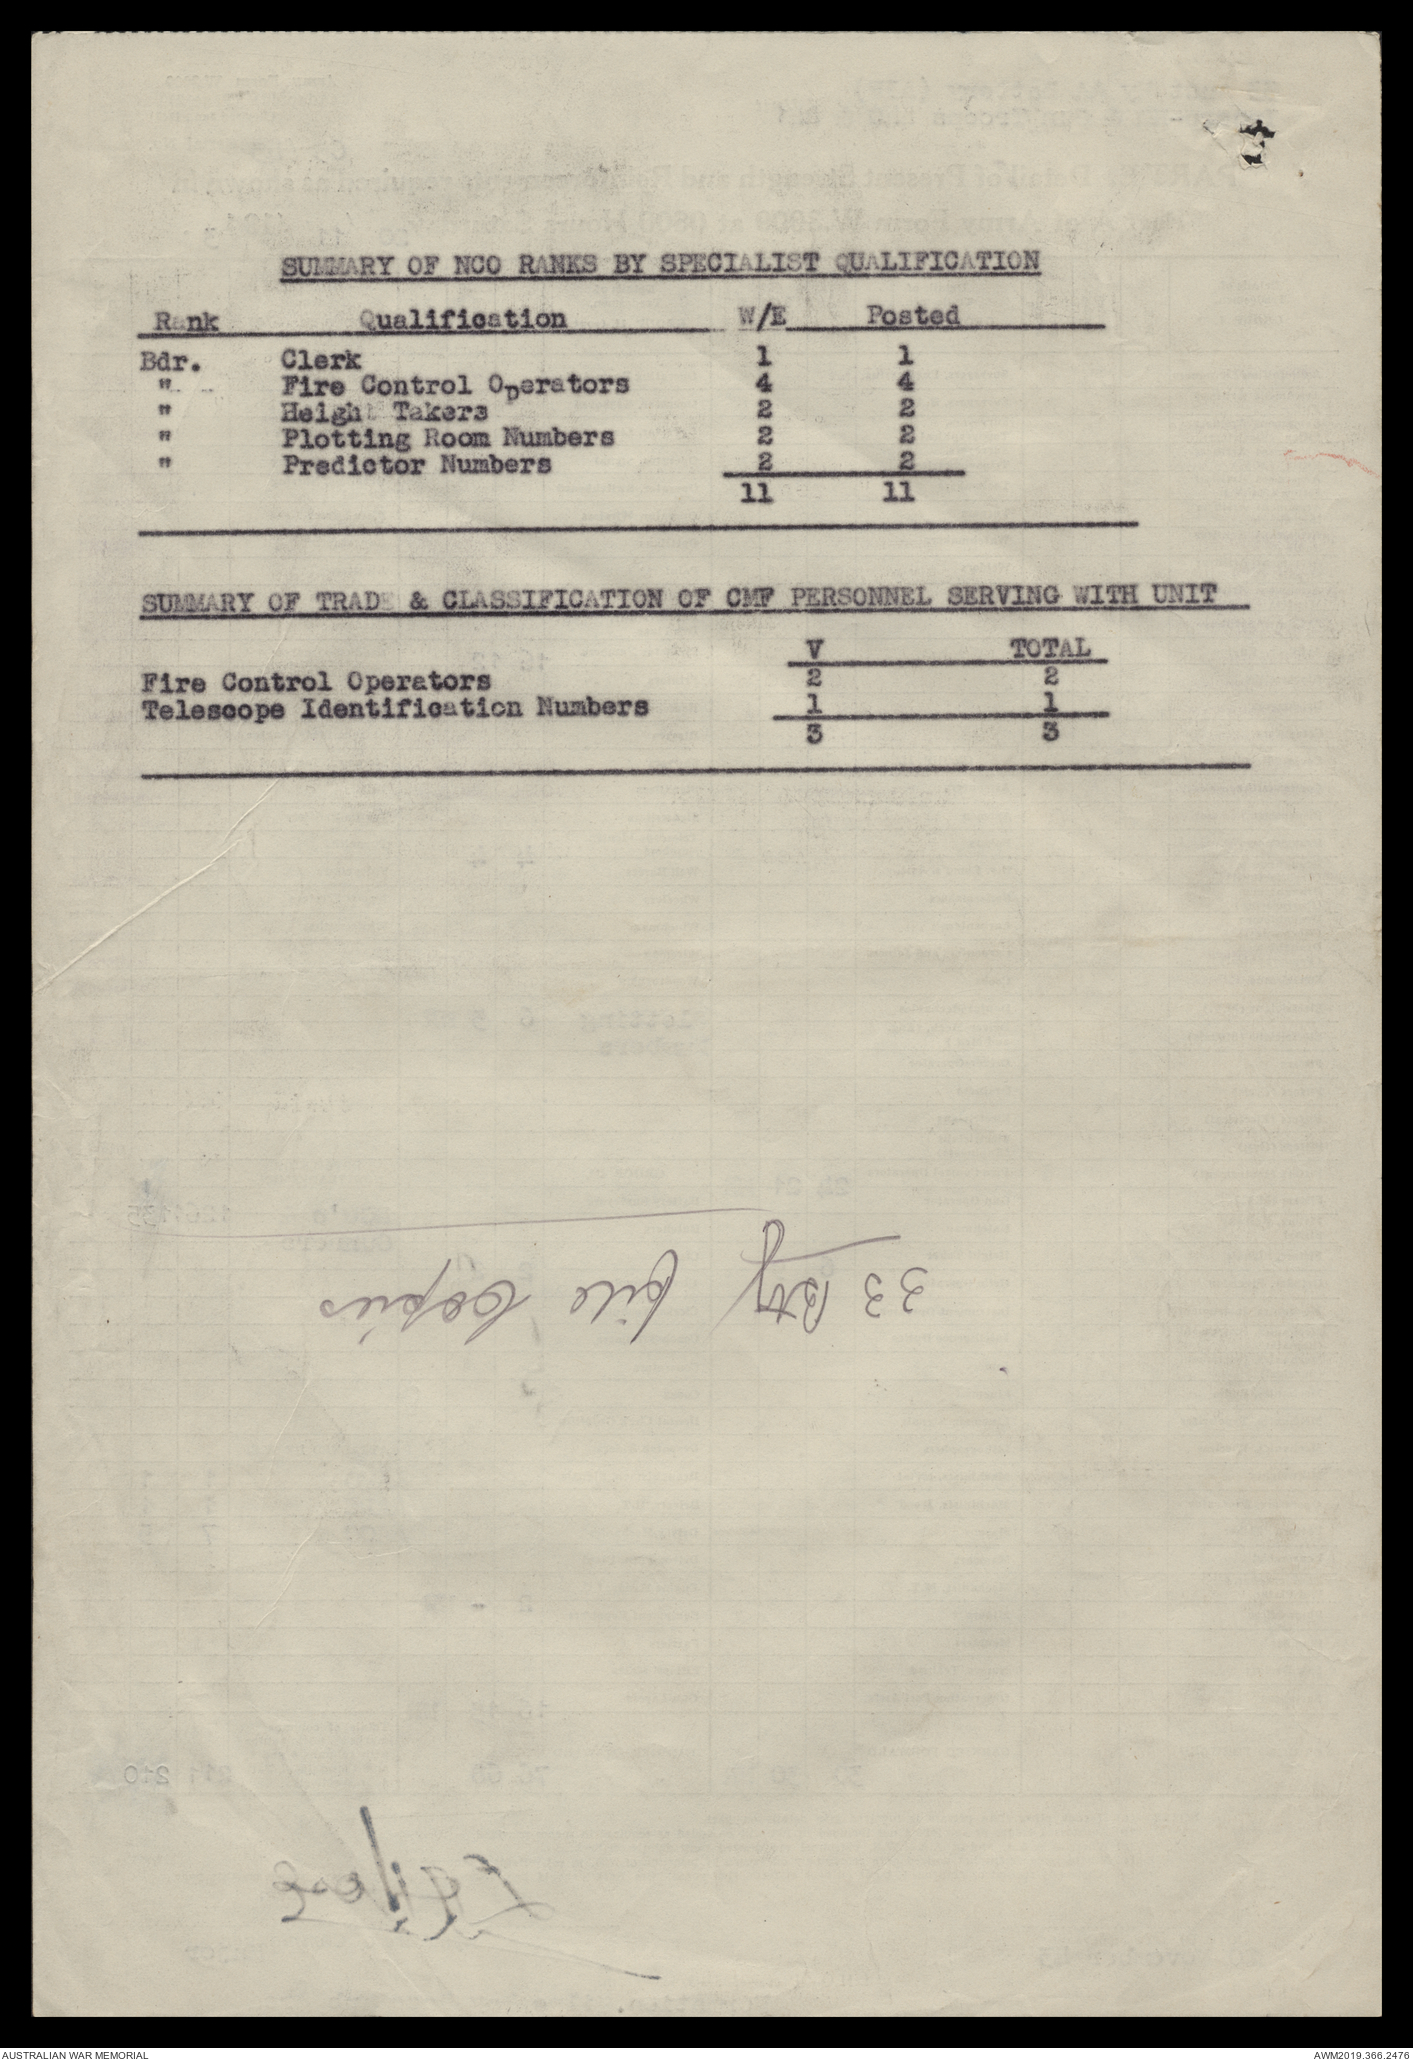 SUMMARY OF NCO RANKS BY SPECIALIST QUALIFICATION
Rank Qualification W/E Posted
Bdr. Clerk 1 1
" Fire Control Operators 4 4
" Height Takers 2 2
" Plotting Room Numbers 2 2
" Predictor Numbers 2 2
11 11
SUMMARY OF TRADE & CLASSIFICATION OF CMF PERSONNEL SERVING WITH UNIT
V TOTAL
Fire Control Operators 2 2
Telescope Identification Numbers 1 1
3 3
33 Bty file copies
AUSTRALIAN WAR MEMORIAL AWM2019.366.2476